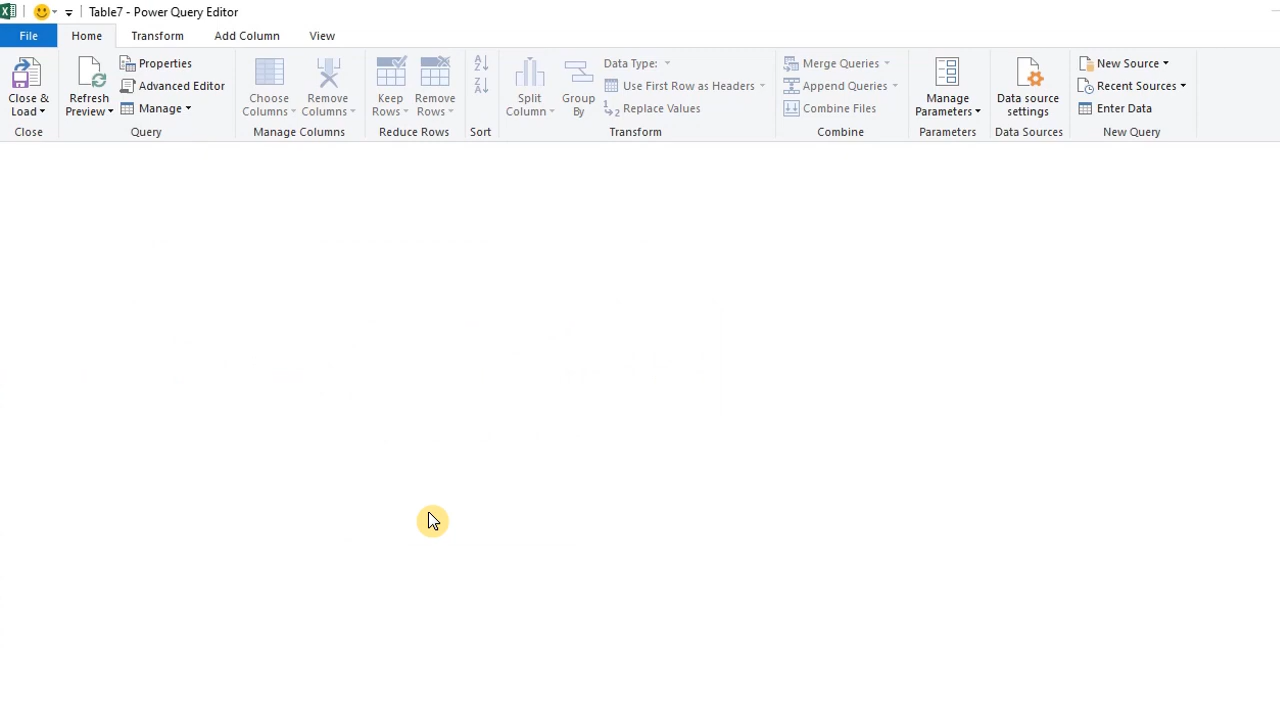 Table7 - Power Query Editor
File Home Transform Add Column View
Close & Load
Close
Refresh Preview
Properties
Advanced Editor
Manage
Query
Choose Columns
Remove Columns
Manage Columns
Keep Rows
Remove Rows
Reduce Rows
A Z
Z A
Sort
Split Column
Group By
Data Type:
Use First Row as Headers
1 2 Replace Values
Transform
Merge Queries
Append Queries
Combine Files
Combine
Manage Parameters
Parameters
Data source settings
Data Sources
New Source
Recent Sources
Enter Data
New Query